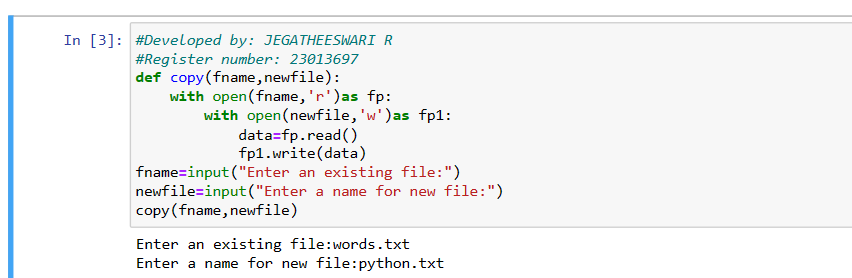 In [3]: #Developed by: JEGATHEESWARI R
#Register number: 23013697
def copy(fname,newfile):
    with open(fname,'r')as fp:
        with open(newfile,'w')as fp1:
            data=fp.read()
            fp1.write(data)
fname=input("Enter an existing file:")
newfile=input("Enter a name for new file:")
copy(fname,newfile)
Enter an existing file:words.txt
Enter a name for new file:python.txt